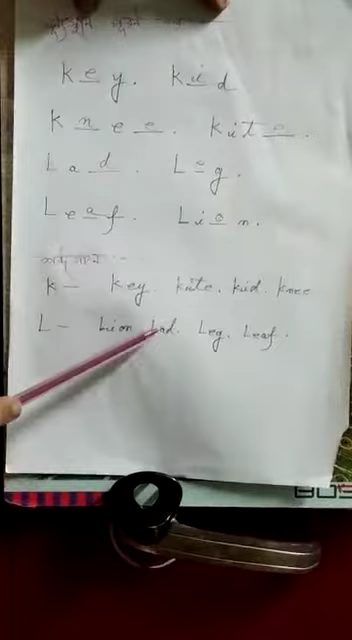 Key. Kid
Knee. Kite.
Lad. Leg.
Leaf. Lion.
K - Key. Kite. Kid. Knee
L - Lion Lad. Leg. Leaf.